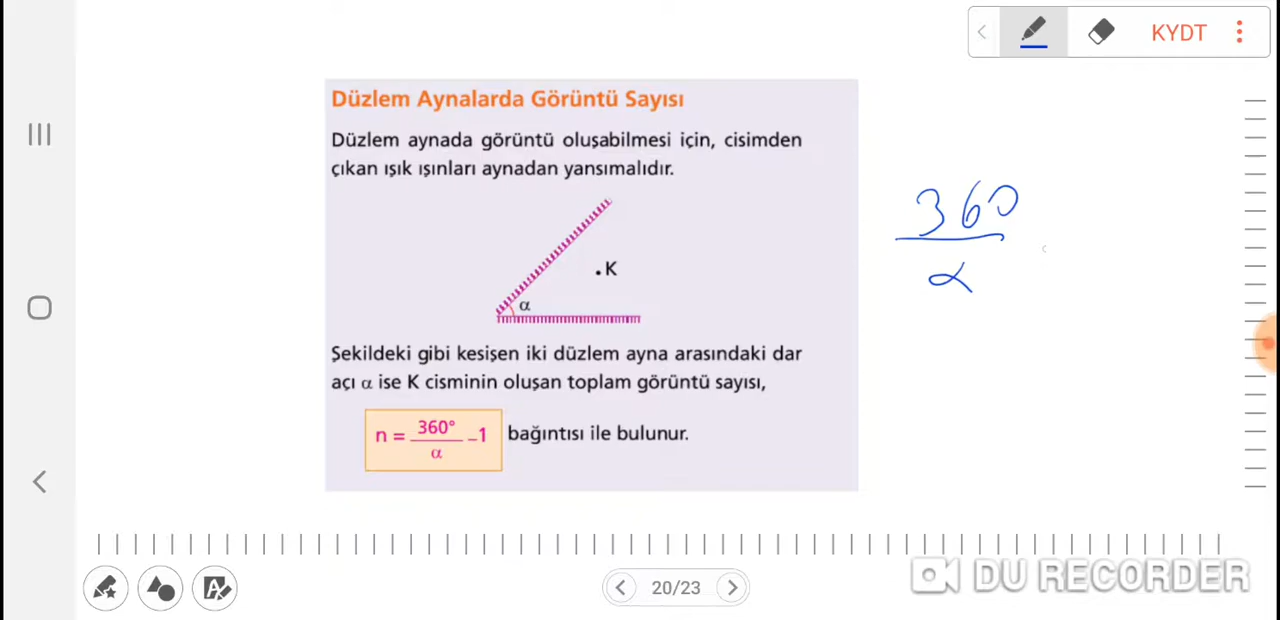 KYDT
Düzlem Aynalarda Görüntü Sayısı
Düzlem aynada görüntü oluşabilmesi için, cisimden
çıkan ışık ışınları aynadan yansımalıdır.
.K
α
Şekildeki gibi kesişen iki düzlem ayna arasındaki dar
açı α ise K cisminin oluşan toplam görüntü sayısı,
n = 360° / α -1 bağıntısı ile bulunur.
360
α
20/23
DU RECORDER